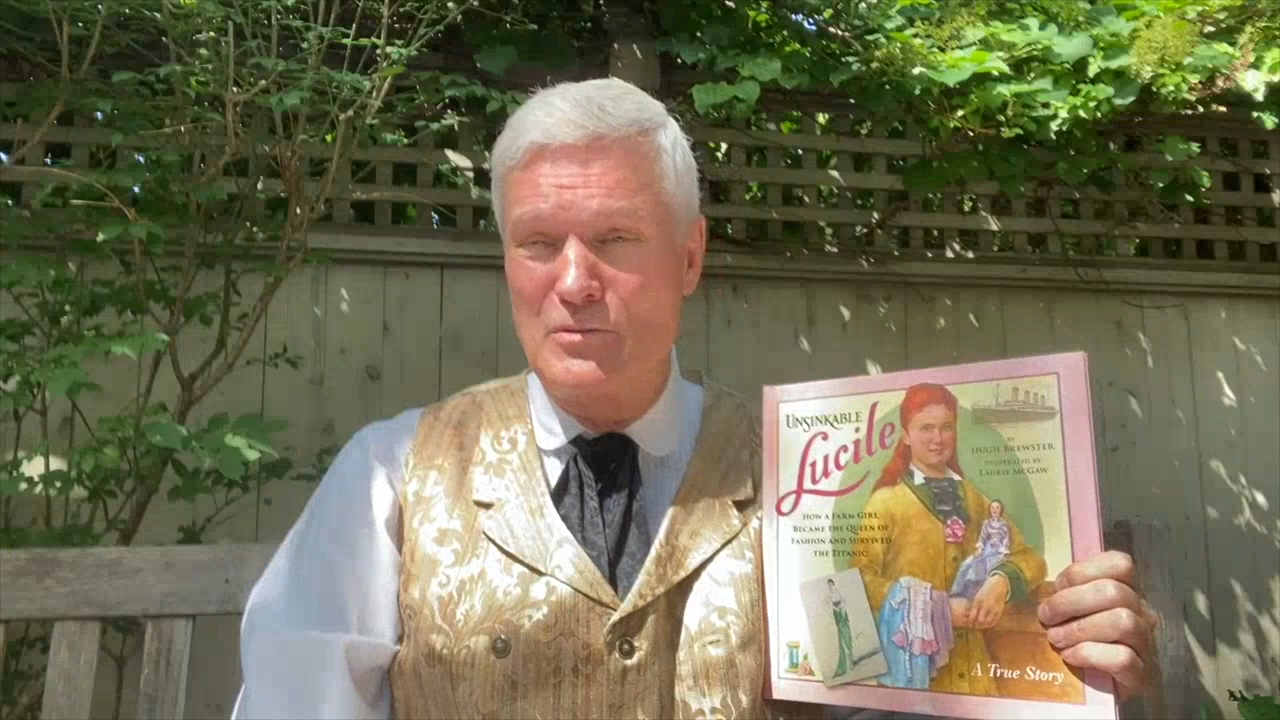 UNSINKABLE
Lucile
BY
HUGH BREWSTER
ILLUSTRATED BY
LAURIE MCGAW
HOW A FARM GIRL
BECAME THE QUEEN OF
FASHION AND SURVIVED
THE TITANIC
A True Story